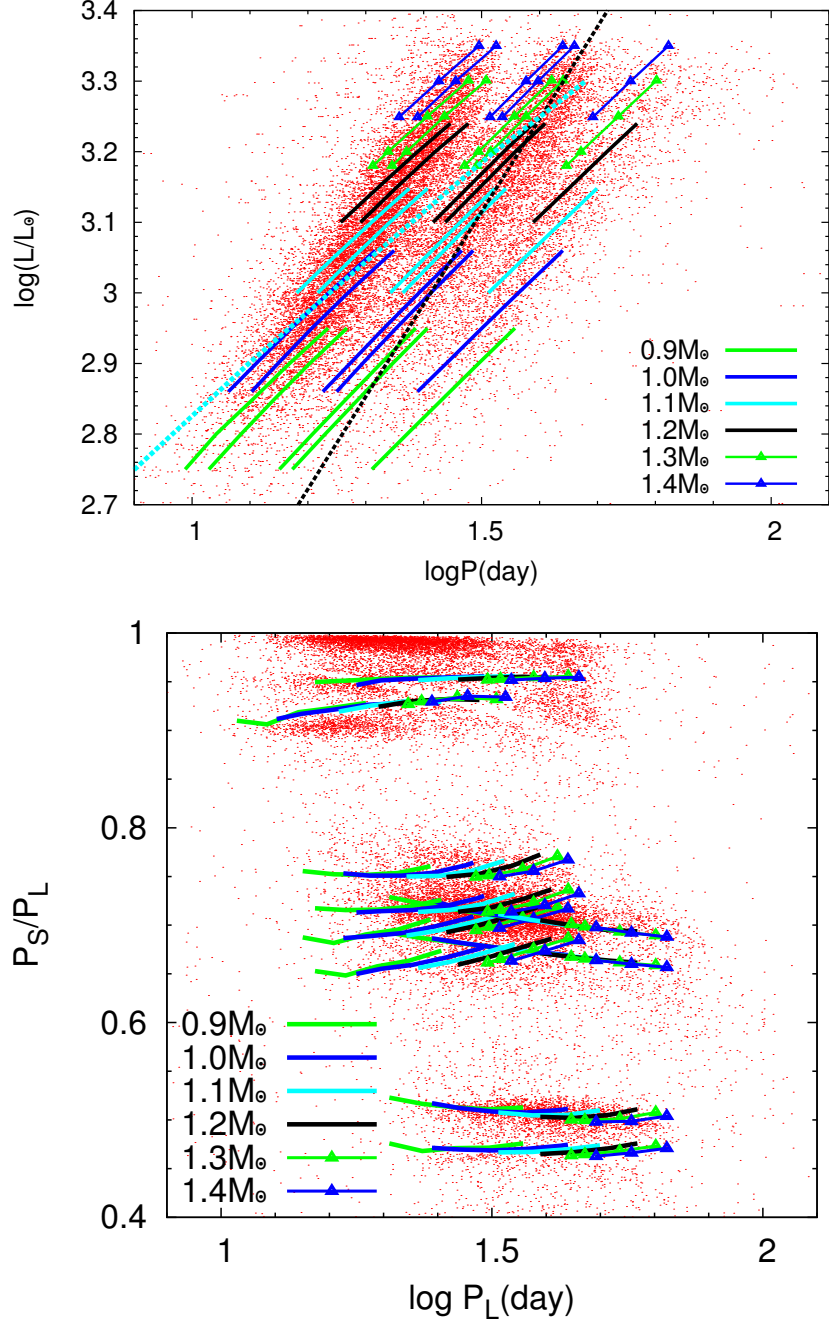 3.4
3.3
3.2
3.1
3
2.9
2.8
2.7
log(L/L⊙)
0.9M⊙
1.0M⊙
1.1M⊙
1.2M⊙
1.3M⊙
1.4M⊙
1 1.5 2
logP(day)
1
0.8
0.6
0.4
P_S/P_L
0.9M⊙
1.0M⊙
1.1M⊙
1.2M⊙
1.3M⊙
1.4M⊙
1 1.5 2
log P_L(day)